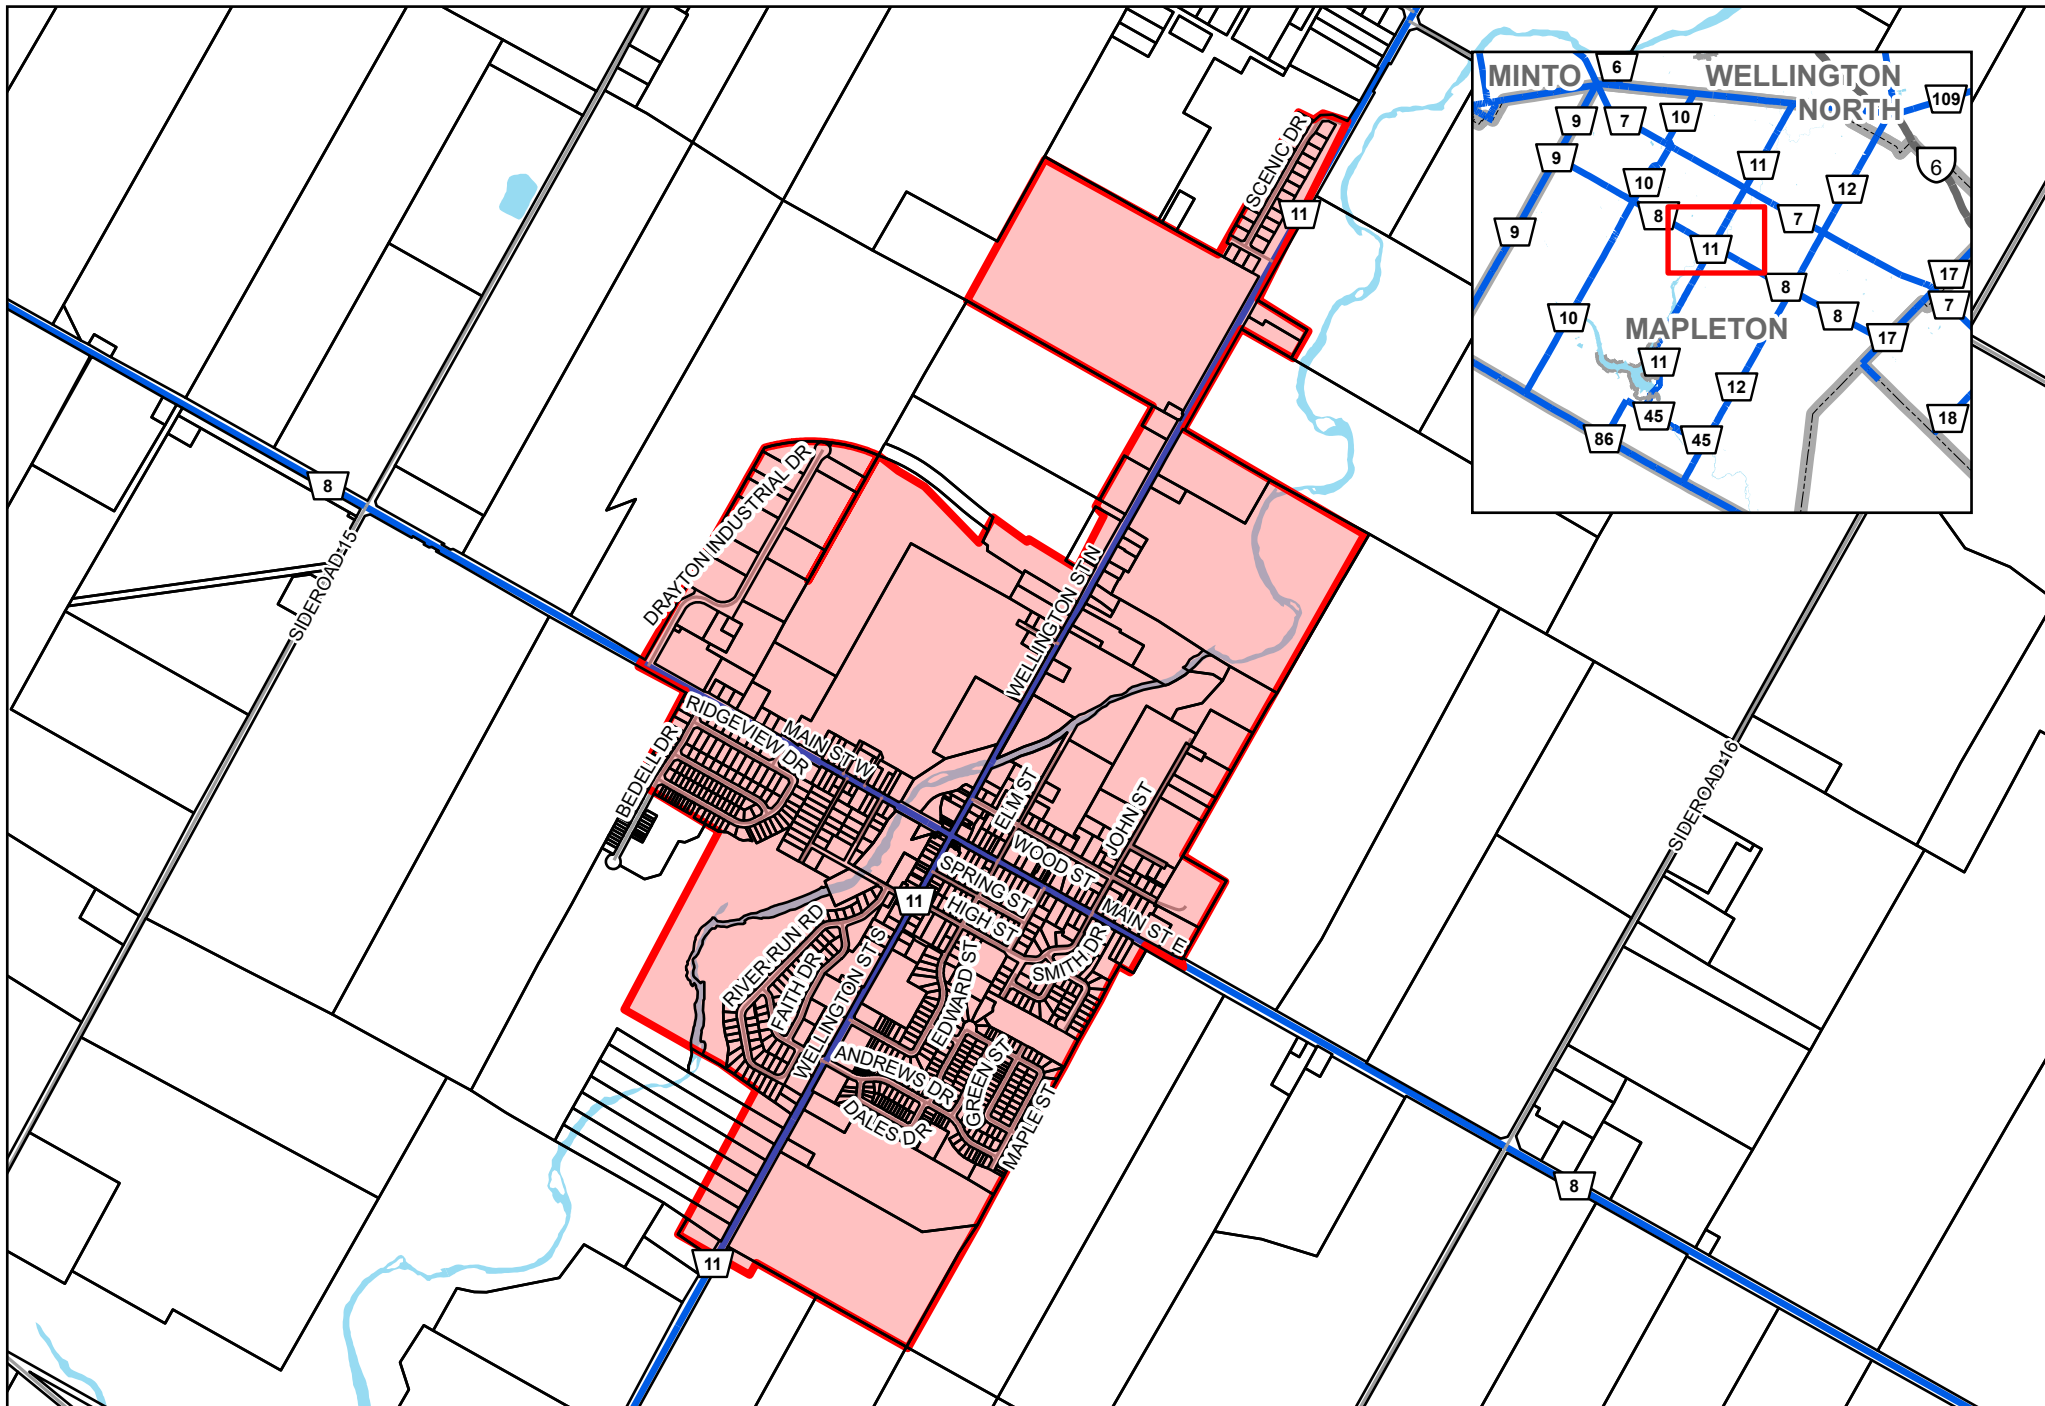 MINTO
WELLINGTON
NORTH
MAPLETON
6
109
9
7
10
9
10
11
6
12
8
7
9
11
17
8
7
8
10
17
11
12
45
18
86
45
SCENIC DR
11
8
SIDEROAD 15
DRAYTON INDUSTRIAL DR
WELLINGTON ST N
RIDGEVIEW DR
MAIN ST W
BEDELL DR
ELM ST
JOHN ST
WOOD ST
SIDEROAD 16
SPRING ST
11
HIGH ST
MAIN ST E
RIVER RUN RD
SMITH DR
FAITH DR
WELLINGTON ST S
EDWARD ST
ANDREWS DR
GREEN ST
DALES DR
MAPLE ST
8
11